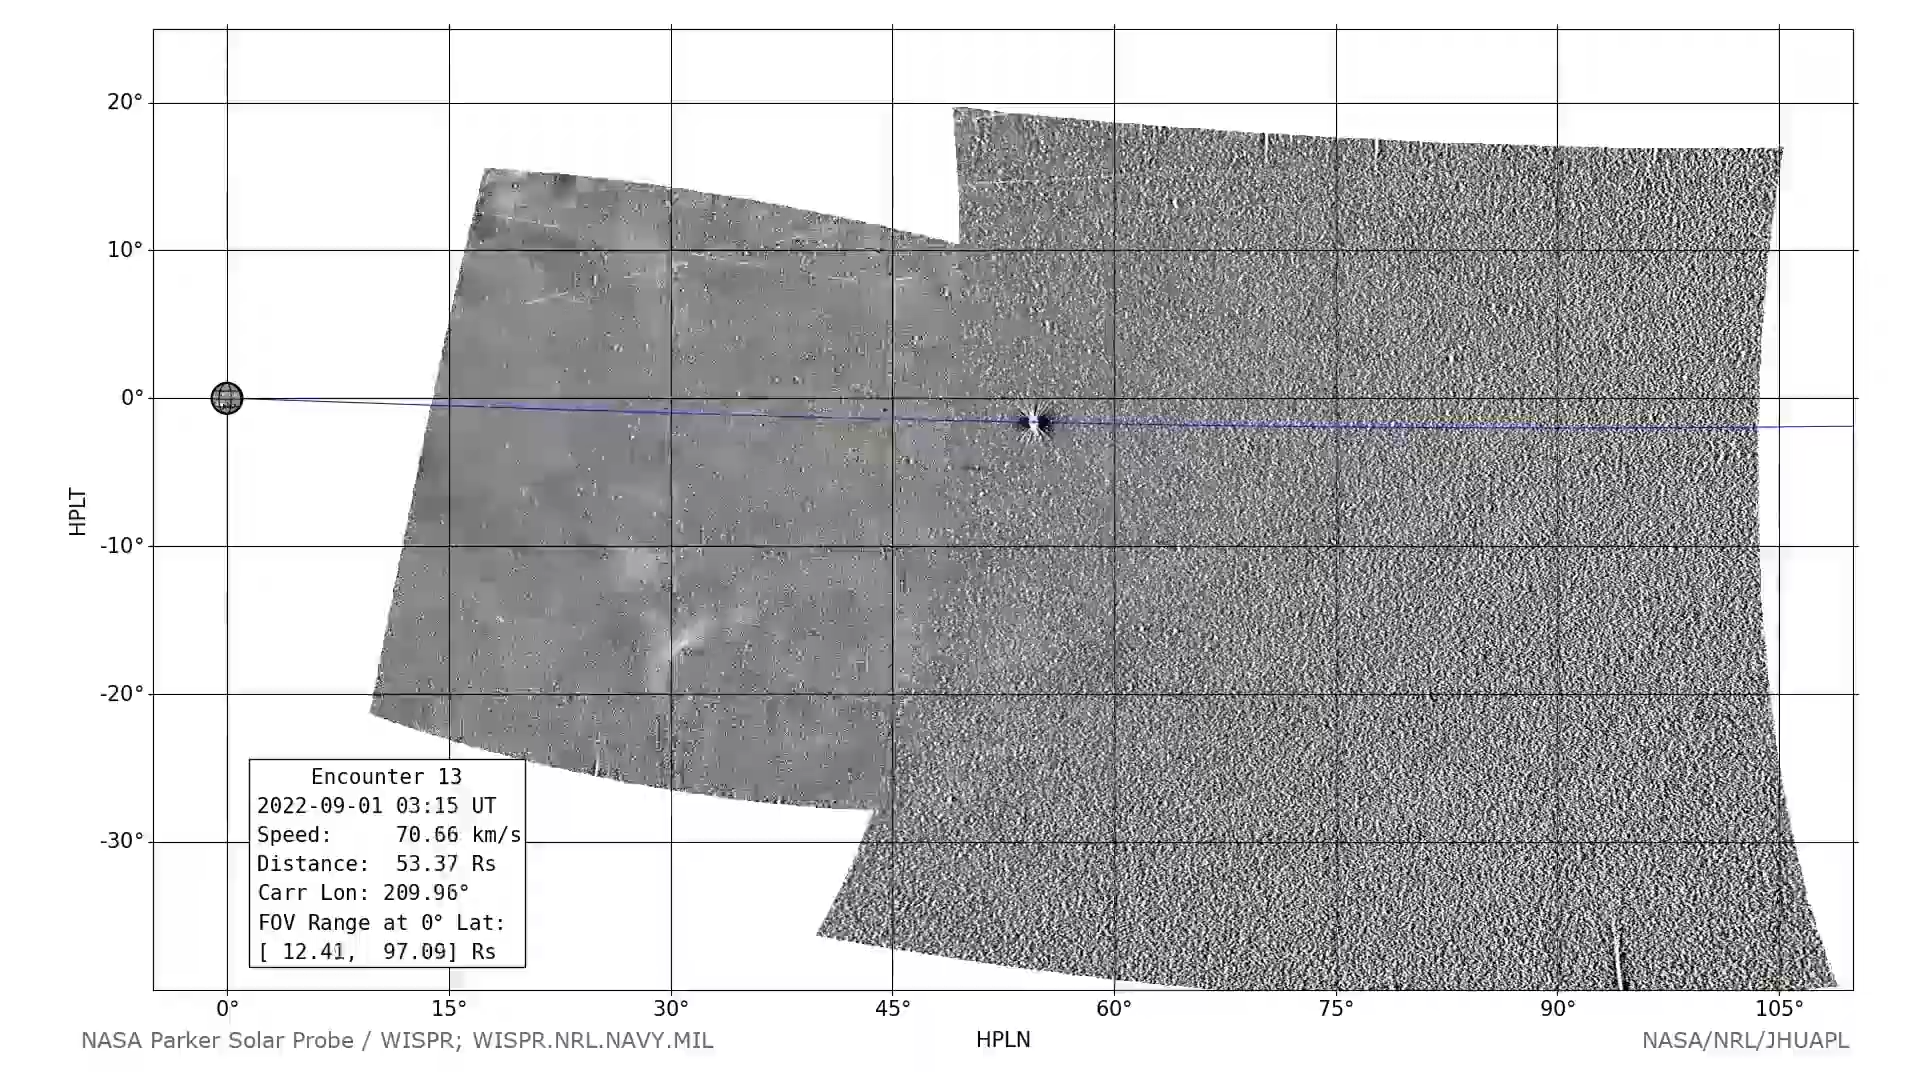 20°
10°
0°
-10°
-20°
-30°
HPLT
Encounter 13
2022-09-01 03:15 UT
Speed: 70.66 km/s
Distance: 53.37 Rs
Carr Lon: 209.96°
FOV Range at 0° Lat:
[ 12.41, 97.09] Rs
0° 15° 30° 45° 60° 75° 90° 105°
HPLN
NASA Parker Solar Probe / WISPR; WISPR.NRL.NAVY.MIL
NASA/NRL/JHUAPL